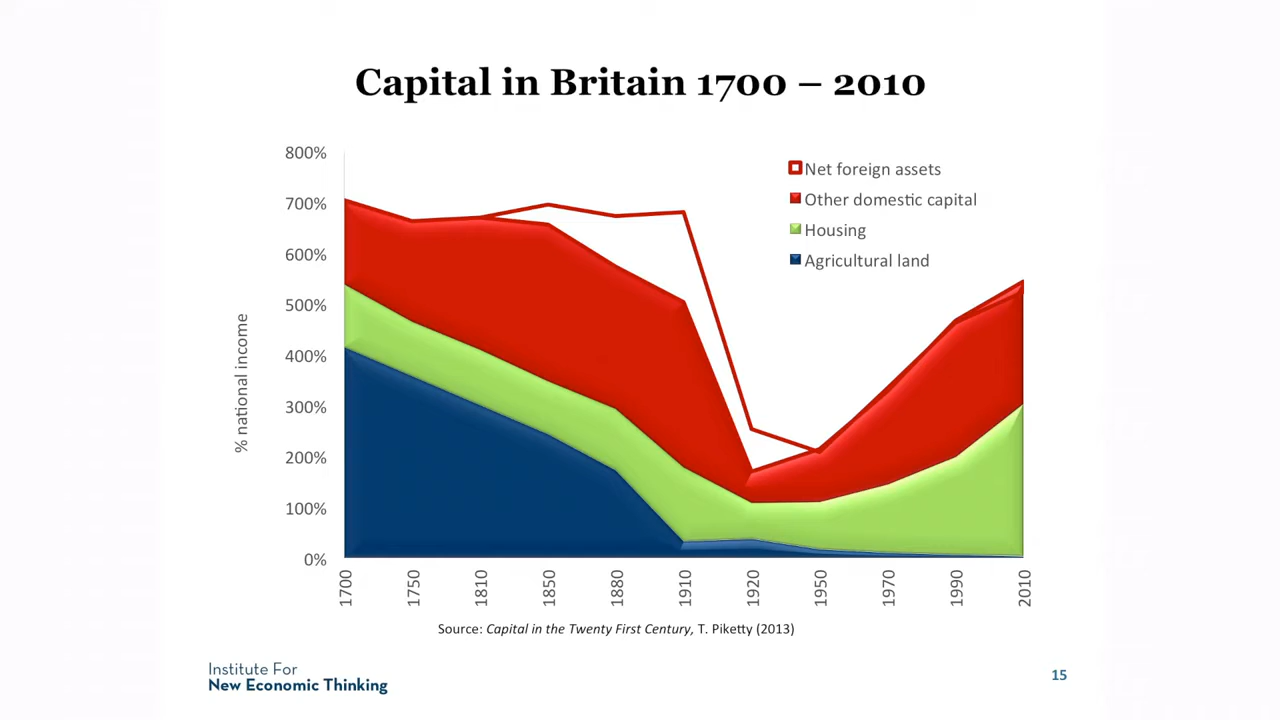 Capital in Britain 1700 – 2010
800%
700%
600%
500%
400%
300%
200%
100%
0%
% national income
Net foreign assets
Other domestic capital
Housing
Agricultural land
1700
1750
1810
1850
1880
1910
1920
1950
1970
1990
2010
Source: Capital in the Twenty First Century, T. Piketty (2013)
Institute For
New Economic Thinking
15